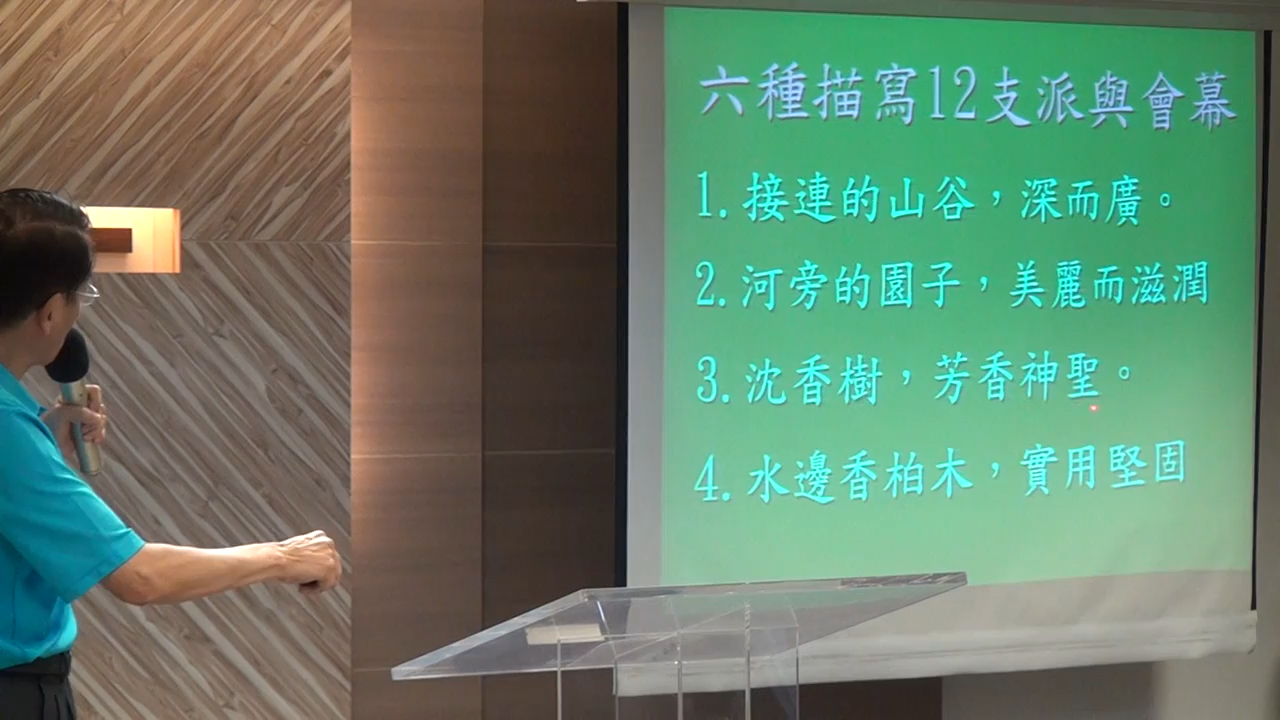 六種描寫12支派與會幕
1.接連的山谷，深而廣。
2.河旁的園子，美麗而滋潤
3.沈香樹，芳香神聖。
4.水邊香柏木，實用堅固